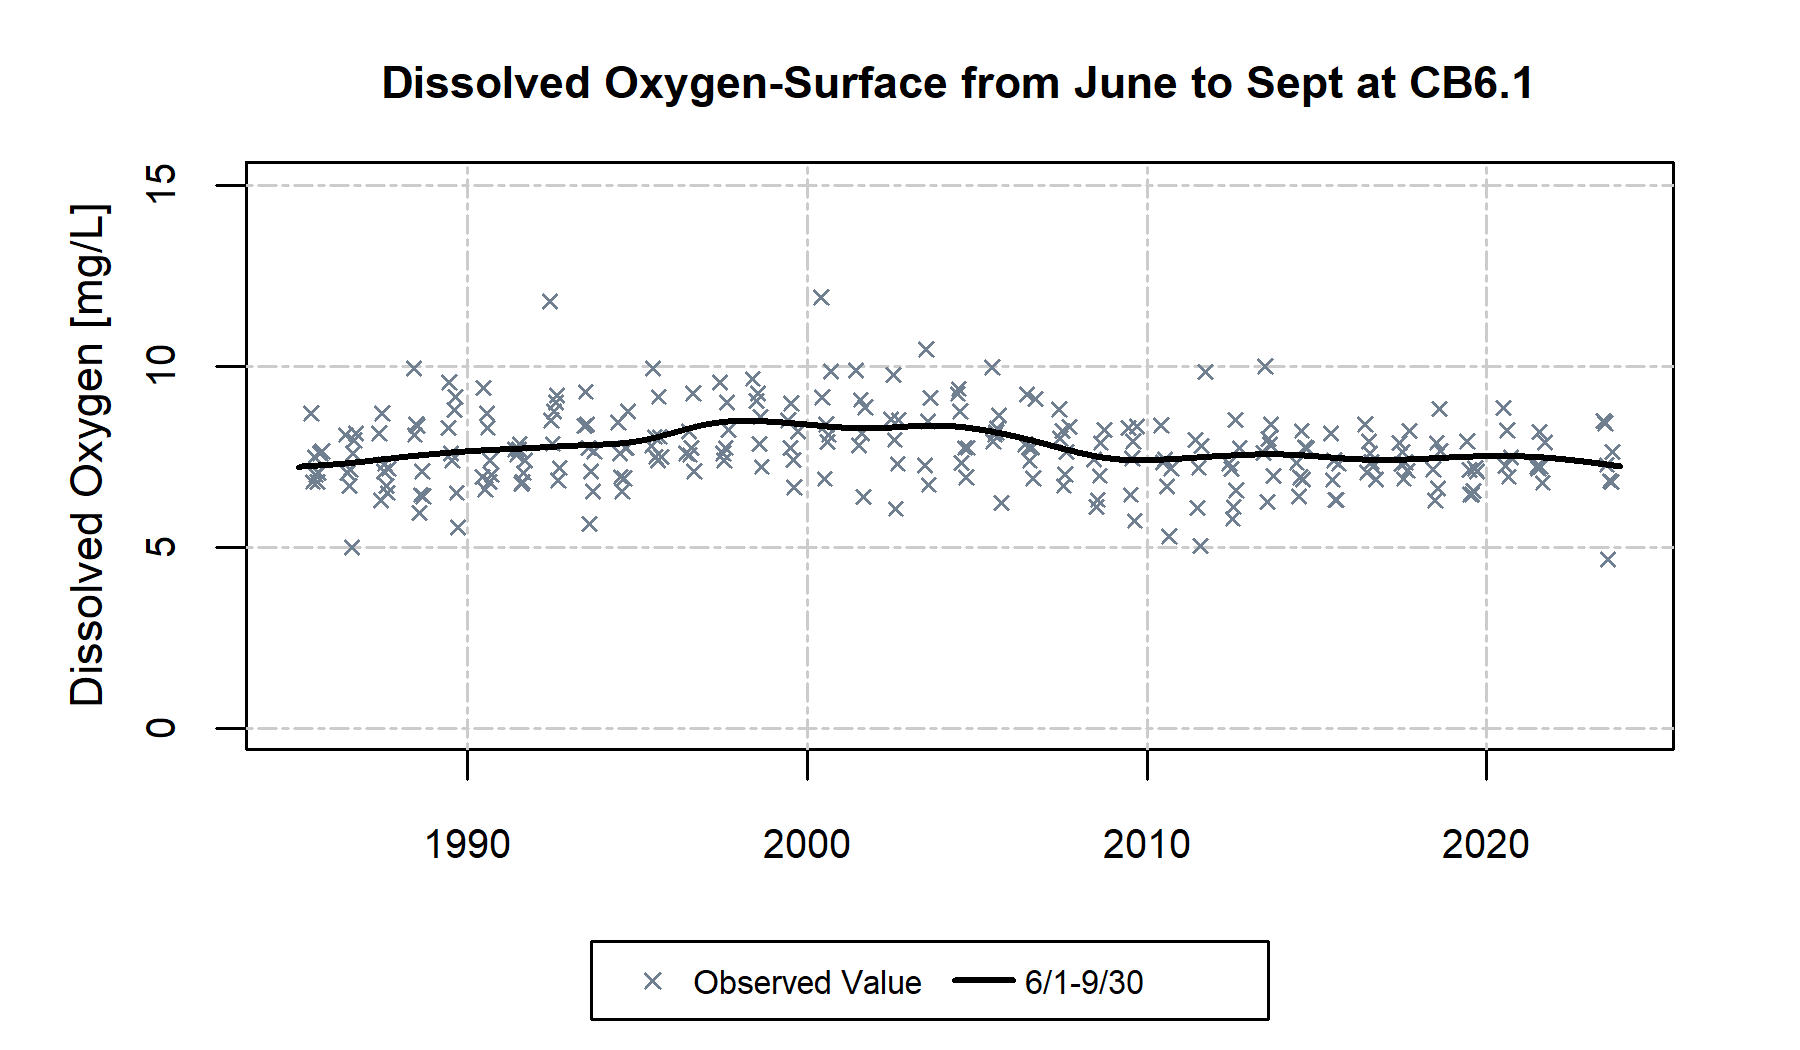 Dissolved Oxygen-Surface from June to Sept at CB6.1
Dissolved Oxygen [mg/L]
15
10
5
0
1990 2000 2010 2020
Observed Value 6/1-9/30